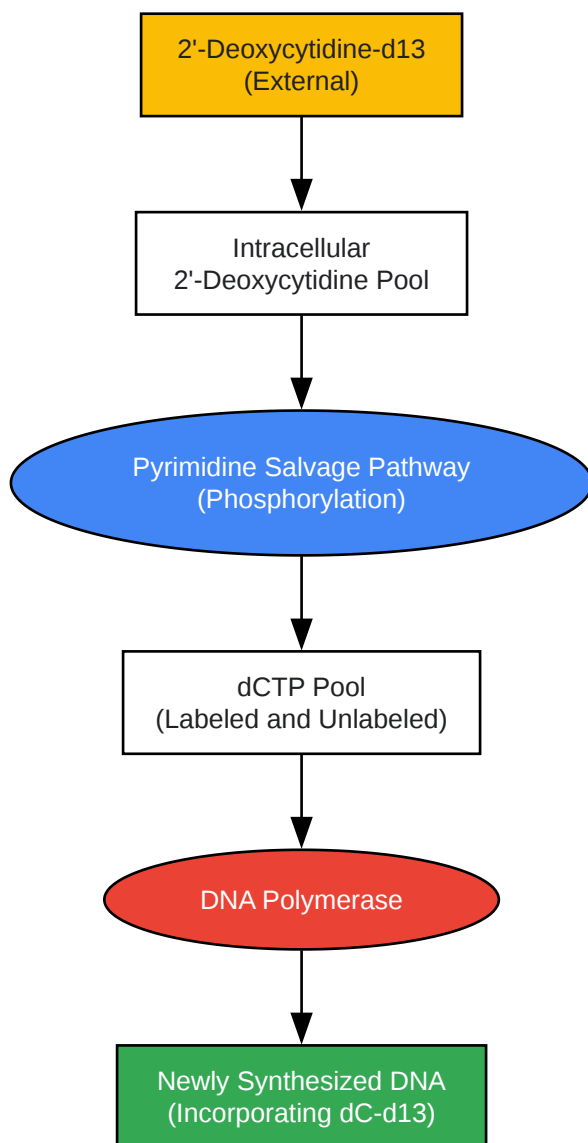 2'-Deoxycytidine-d13
(External)
Intracellular
2'-Deoxycytidine Pool
Pyrimidine Salvage Pathway
(Phosphorylation)
dCTP Pool
(Labeled and Unlabeled)
DNA Polymerase
Newly Synthesized DNA
(Incorporating dC-d13)